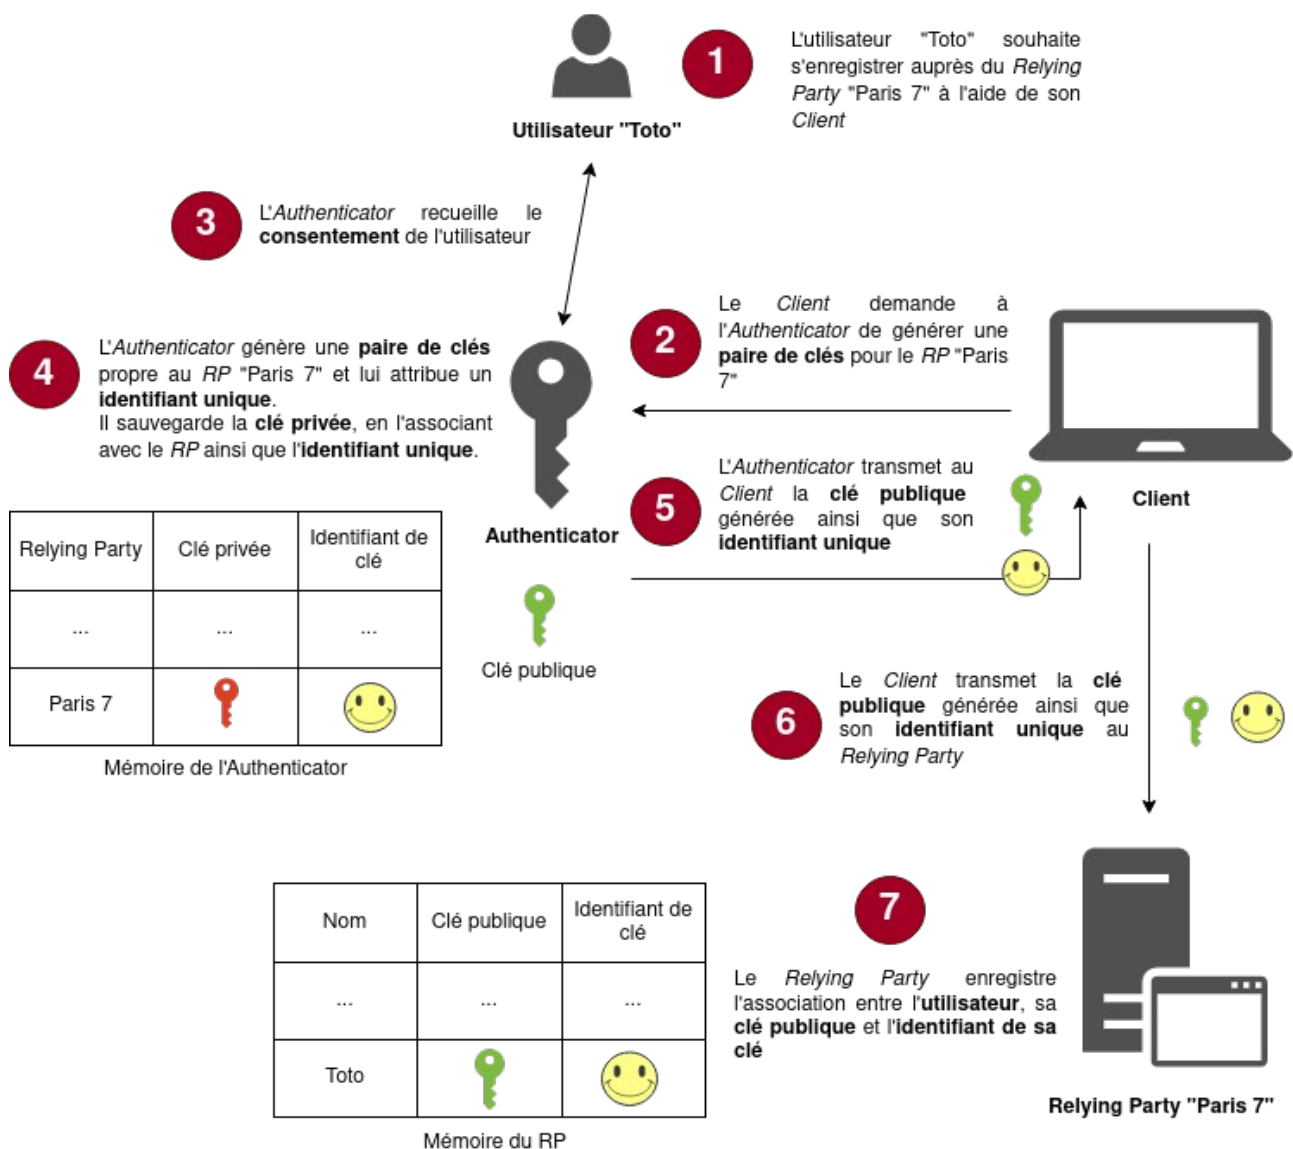 1
L'utilisateur "Toto" souhaite
s'enregistrer auprès du Relying
Party "Paris 7" à l'aide de son
Client
Utilisateur "Toto"
3
L'Authenticator recueille le
consentement de l'utilisateur
2
Le Client demande à
l'Authenticator de générer une
paire de clés pour le RP "Paris
7"
4
L'Authenticator génère une paire de clés
propre au RP "Paris 7" et lui attribue un
identifiant unique.
Il sauvegarde la clé privée, en l'associant
avec le RP ainsi que l'identifiant unique.
5
L'Authenticator transmet au
Client la clé publique
générée ainsi que son
identifiant unique
Client
Authenticator
Clé publique
Relying Party
Clé privée
Identifiant de
clé
...
...
...
Paris 7
Mémoire de l'Authenticator
6
Le Client transmet la clé
publique générée ainsi que
son identifiant unique au
Relying Party
7
Le Relying Party enregistre
l'association entre l'utilisateur, sa
clé publique et l'identifiant de sa
clé
Nom
Clé publique
Identifiant de
clé
...
...
...
Toto
Mémoire du RP
Relying Party "Paris 7"